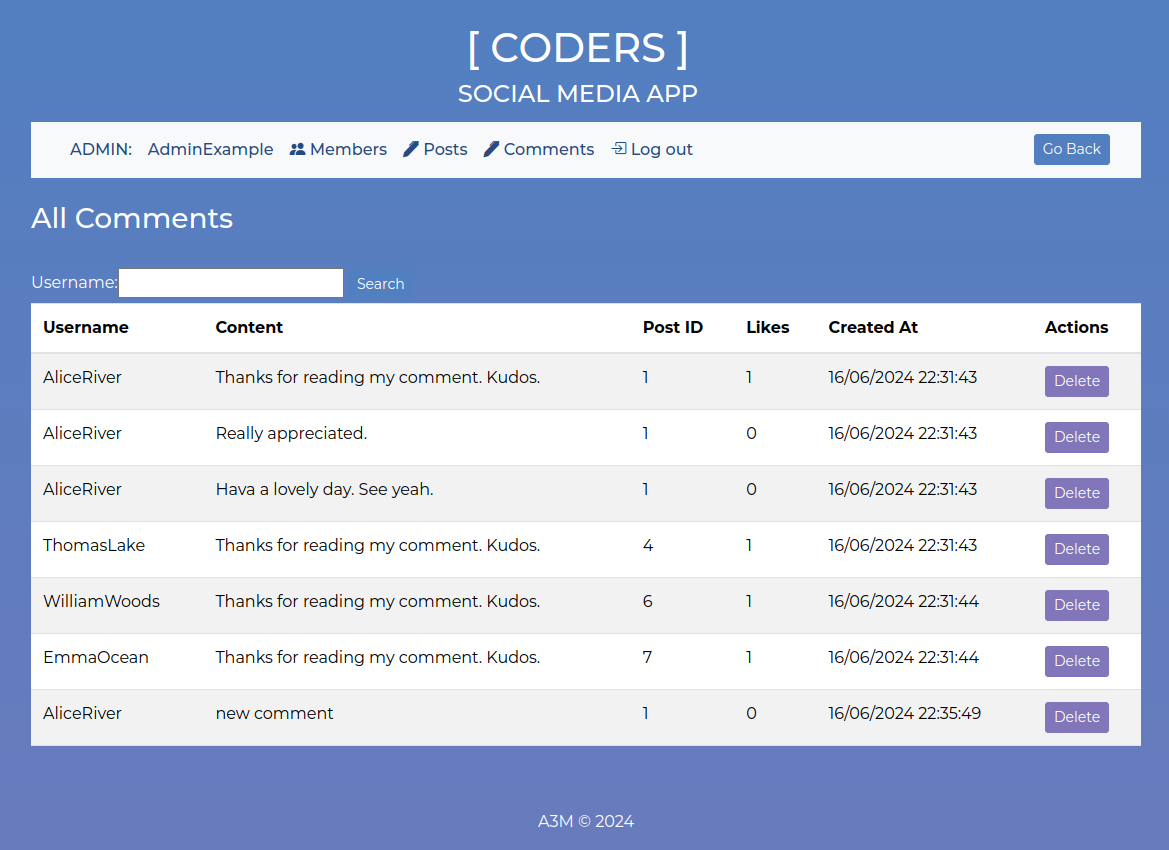 [ CODERS ]
SOCIAL MEDIA APP
ADMIN: AdminExample Members Posts Comments Log out Go Back
All Comments
Username: Search
Username Content Post ID Likes Created At Actions
AliceRiver Thanks for reading my comment. Kudos. 1 1 16/06/2024 22:31:43 Delete
AliceRiver Really appreciated. 1 0 16/06/2024 22:31:43 Delete
AliceRiver Hava a lovely day. See yeah. 1 0 16/06/2024 22:31:43 Delete
ThomasLake Thanks for reading my comment. Kudos. 4 1 16/06/2024 22:31:43 Delete
WilliamWoods Thanks for reading my comment. Kudos. 6 1 16/06/2024 22:31:44 Delete
EmmaOcean Thanks for reading my comment. Kudos. 7 1 16/06/2024 22:31:44 Delete
AliceRiver new comment 1 0 16/06/2024 22:35:49 Delete
A3M © 2024